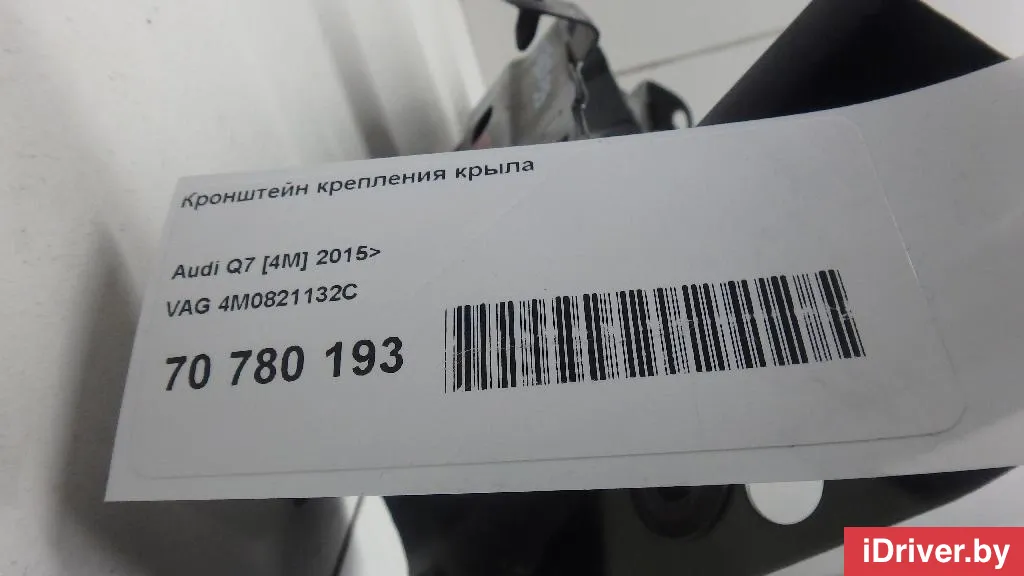 Кронштейн крепления крыла
Audi Q7 [4M] 2015>
VAG 4M0821132C
70 780 193
iDriver.by